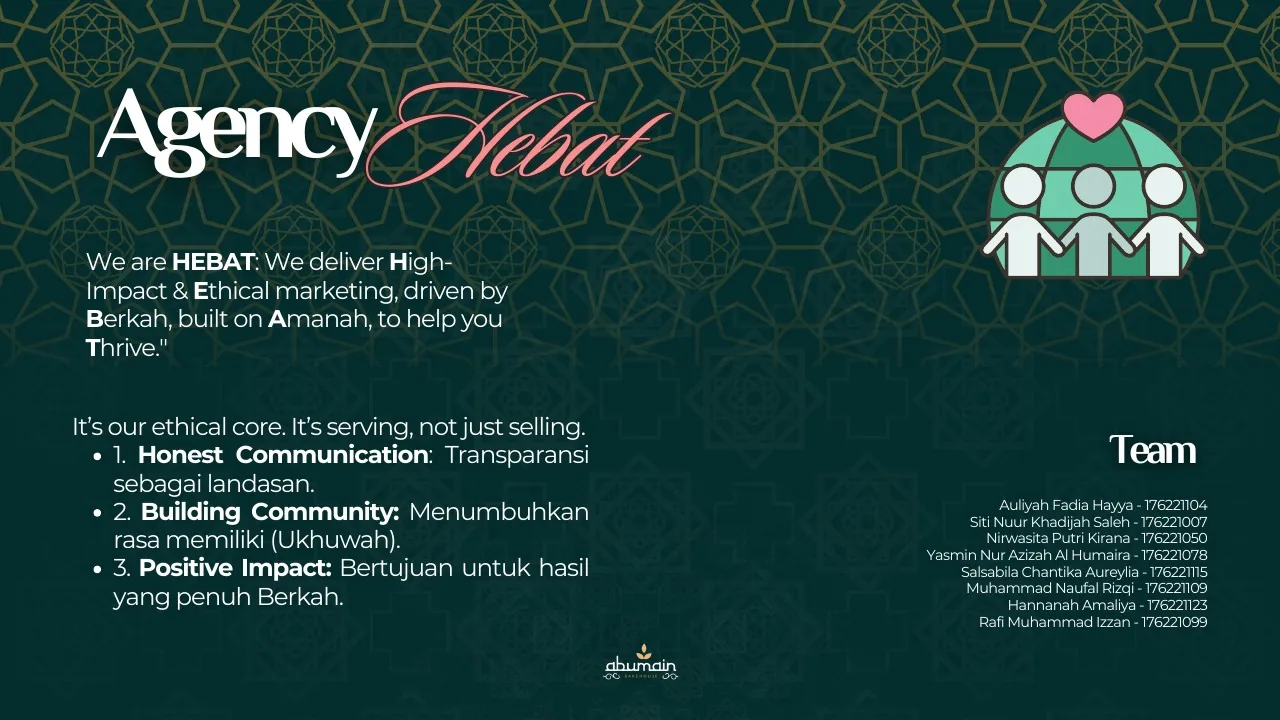 Agency Hebat
We are HEBAT: We deliver High-
Impact & Ethical marketing, driven by
Berkah, built on Amanah, to help you
Thrive."
It’s our ethical core. It’s serving, not just selling.
• 1. Honest Communication: Transparansi
sebagai landasan.
• 2. Building Community: Menumbuhkan
rasa memiliki (Ukhuwah).
• 3. Positive Impact: Bertujuan untuk hasil
yang penuh Berkah.
Team
Auliyah Fadia Hayya - 176221104
Siti Nuur Khadijah Saleh - 176221007
Nirwasita Putri Kirana - 176221050
Yasmin Nur Azizah Al Humaira - 176221078
Salsabila Chantika Aureylia - 176221115
Muhammad Naufal Rizqi - 176221109
Hannanah Amaliya - 176221123
Rafi Muhammad Izzan - 176221099
abumain
BAKEHOUSE